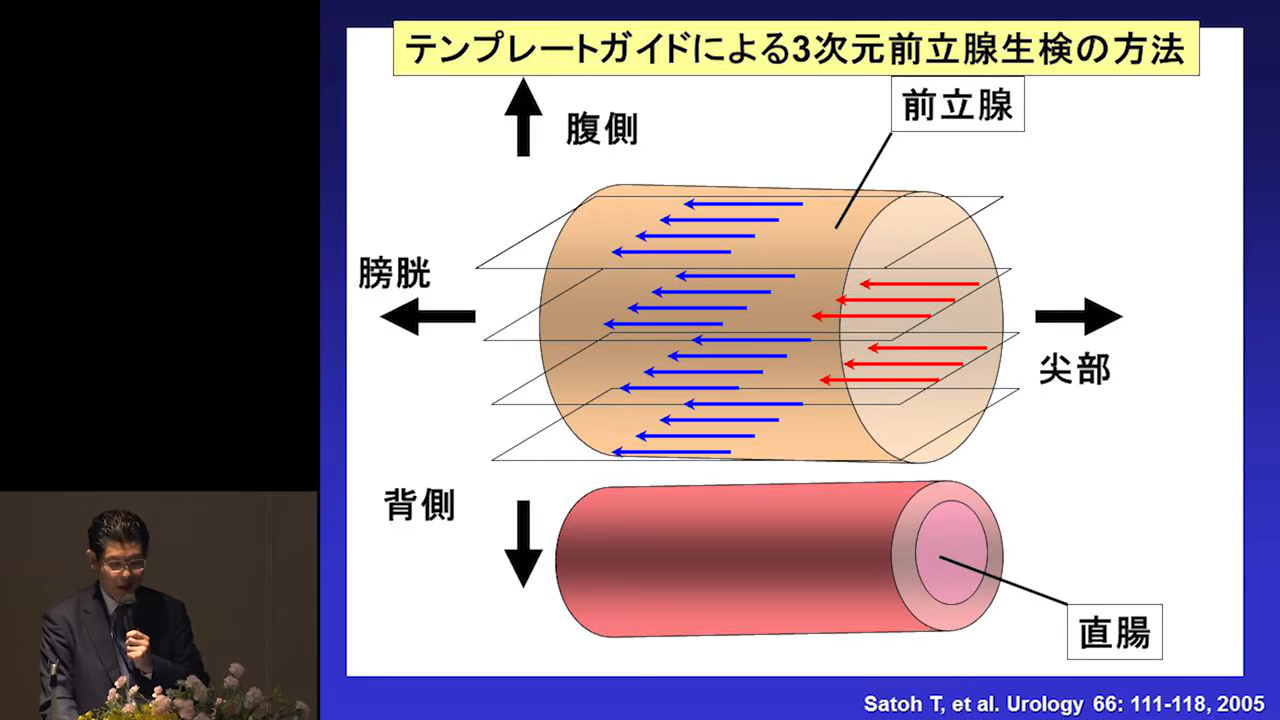 テンプレートガイドによる3次元前立腺生検の方法
前立腺
腹側
膀胱
尖部
背側
直腸
Satoh T, et al. Urology 66: 111-118, 2005